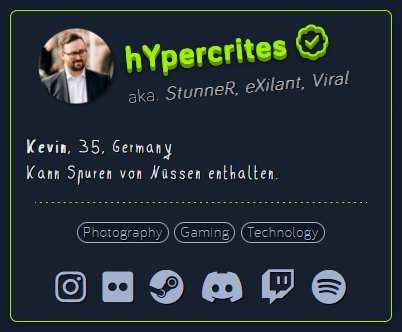 hYpercrites
aka. StunneR, eXilant, Viral
Kevin, 35, Germany
Kann Spuren von Nüssen enthalten.
Photography Gaming Technology